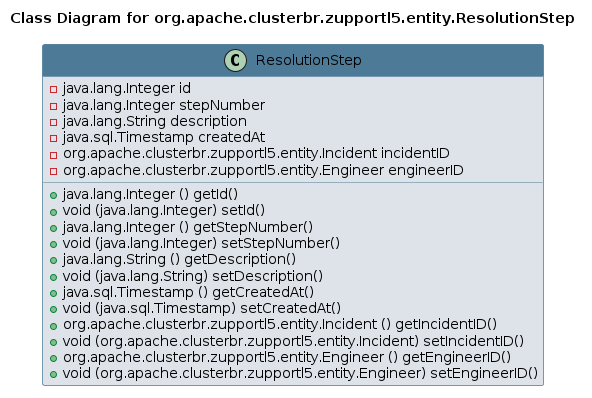 Class Diagram for org.apache.clusterbr.zupportl5.entity.ResolutionStep
C ResolutionStep
java.lang.Integer id
java.lang.Integer stepNumber
java.lang.String description
java.sql.Timestamp createdAt
org.apache.clusterbr.zupportl5.entity.Incident incidentID
org.apache.clusterbr.zupportl5.entity.Engineer engineerID
java.lang.Integer () getId()
void (java.lang.Integer) setId()
java.lang.Integer () getStepNumber()
void (java.lang.Integer) setStepNumber()
java.lang.String () getDescription()
void (java.lang.String) setDescription()
java.sql.Timestamp () getCreatedAt()
void (java.sql.Timestamp) setCreatedAt()
org.apache.clusterbr.zupportl5.entity.Incident () getIncidentID()
void (org.apache.clusterbr.zupportl5.entity.Incident) setIncidentID()
org.apache.clusterbr.zupportl5.entity.Engineer () getEngineerID()
void (org.apache.clusterbr.zupportl5.entity.Engineer) setEngineerID()